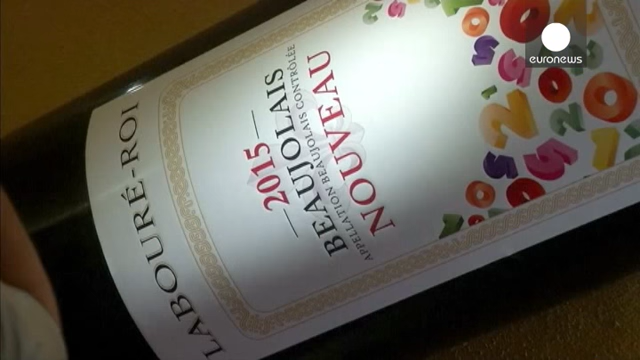 LABOURÉ-ROI
2015
BEAUJOLAIS
APPELLATION BEAUJOLAIS CONTRÔLÉE
NOUVEAU
euronews